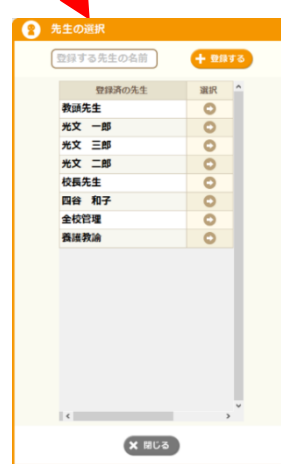 先生の選択
登録する先生の名前 登録する
登録済の先生 選択
教頭先生
光文 一郎
光文 三郎
光文 二郎
校長先生
四谷 和子
全校管理
養護教諭
閉じる